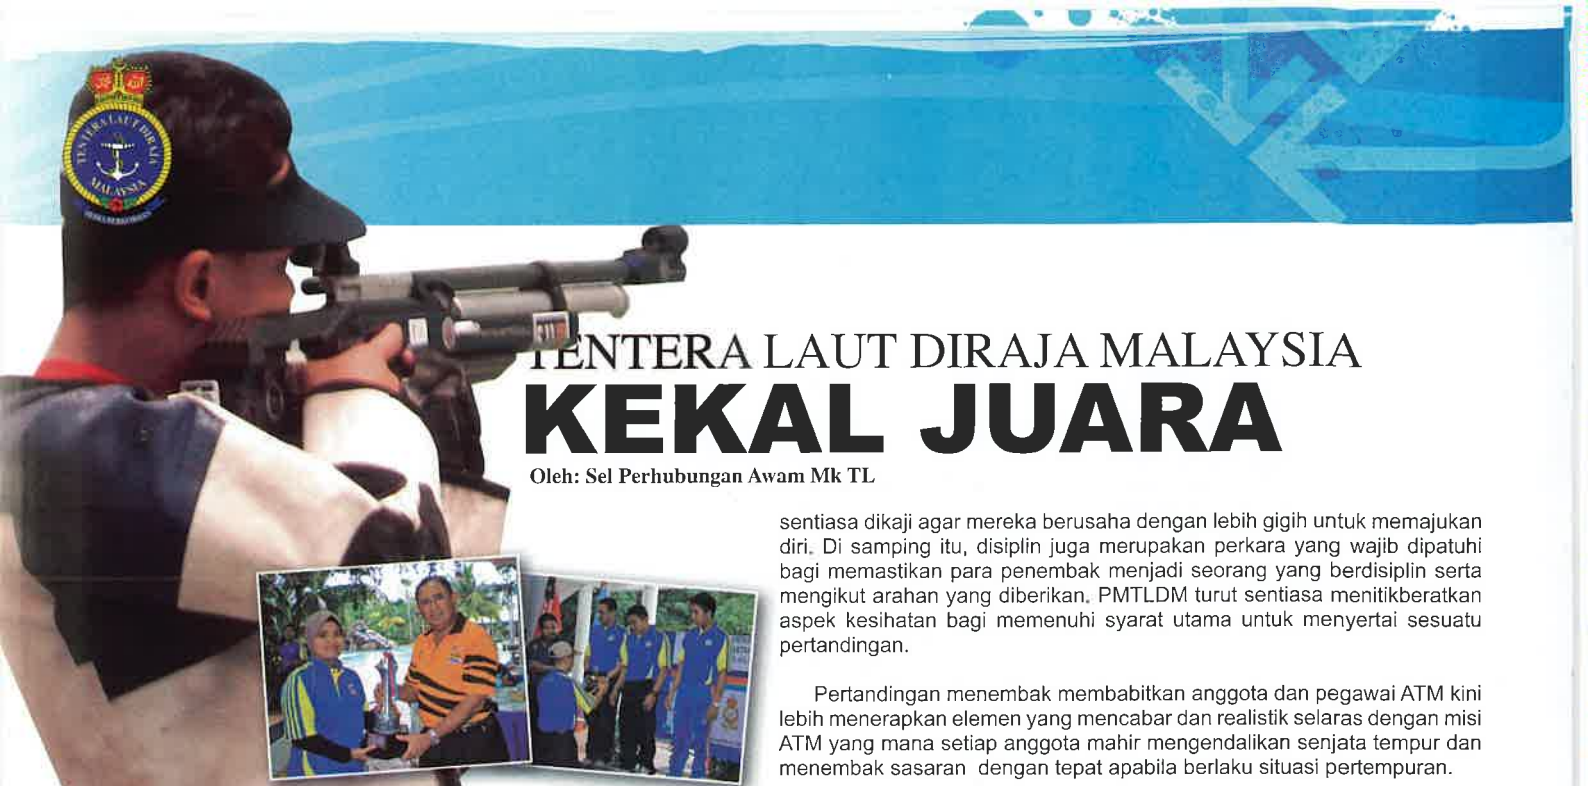 TENTERA LAUT DIRAJA
MALAYSIA
TENTERA LAUT DIRAJA MALAYSIA
KEKAL JUARA
Oleh: Sel Perhubungan Awam Mk TL
sentiasa dikaji agar mereka berusaha dengan lebih gigih untuk memajukan
diri. Di samping itu, disiplin juga merupakan perkara yang wajib dipatuhi
bagi memastikan para penembak menjadi seorang yang berdisiplin serta
mengikut arahan yang diberikan. PMTLDM turut sentiasa menitikberatkan
aspek kesihatan bagi memenuhi syarat utama untuk menyertai sesuatu
pertandingan.
Pertandingan menembak membabitkan anggota dan pegawai ATM kini
lebih menerapkan elemen yang mencabar dan realistik selaras dengan misi
ATM yang mana setiap anggota mahir mengendalikan senjata tempur dan
menembak sasaran dengan tepat apabila berlaku situasi pertempuran.